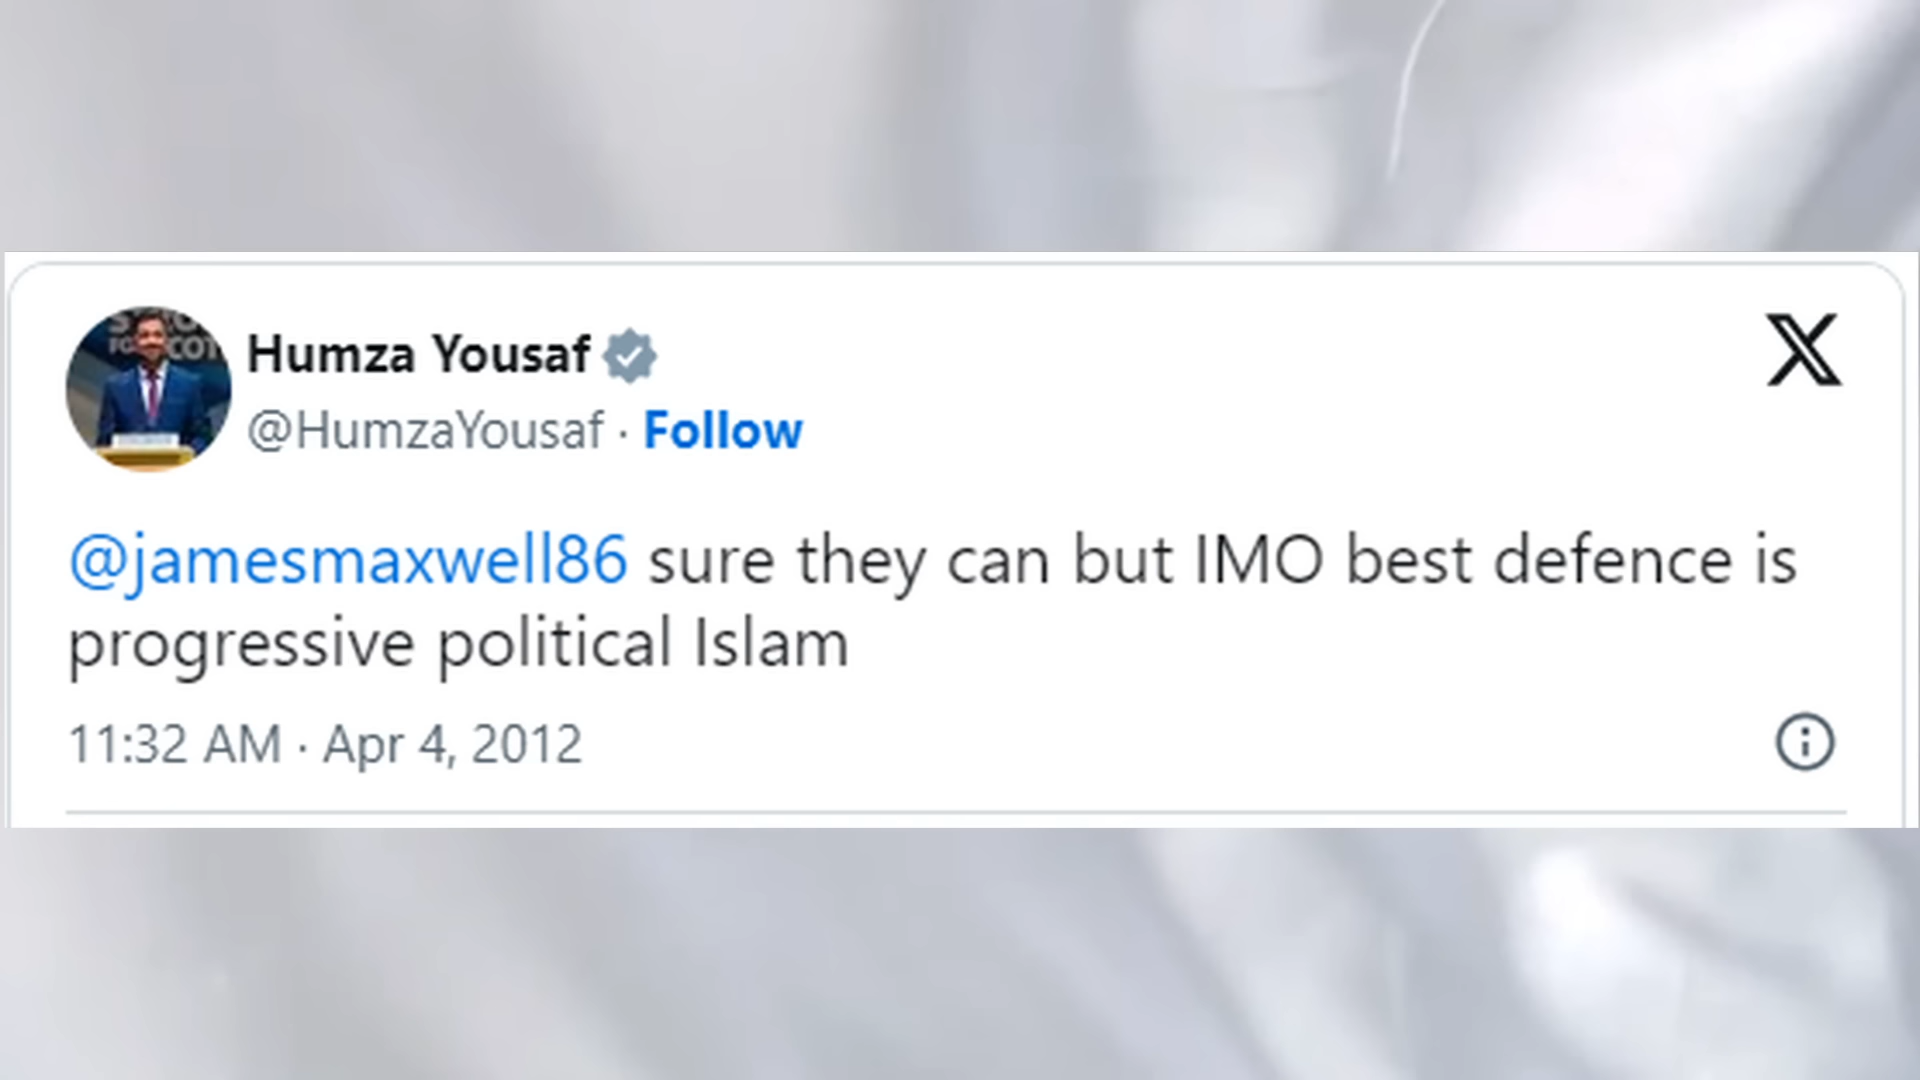 Humza Yousaf
@HumzaYousaf · Follow
@jamesmaxwell86 sure they can but IMO best defence is
progressive political Islam
11:32 AM · Apr 4, 2012